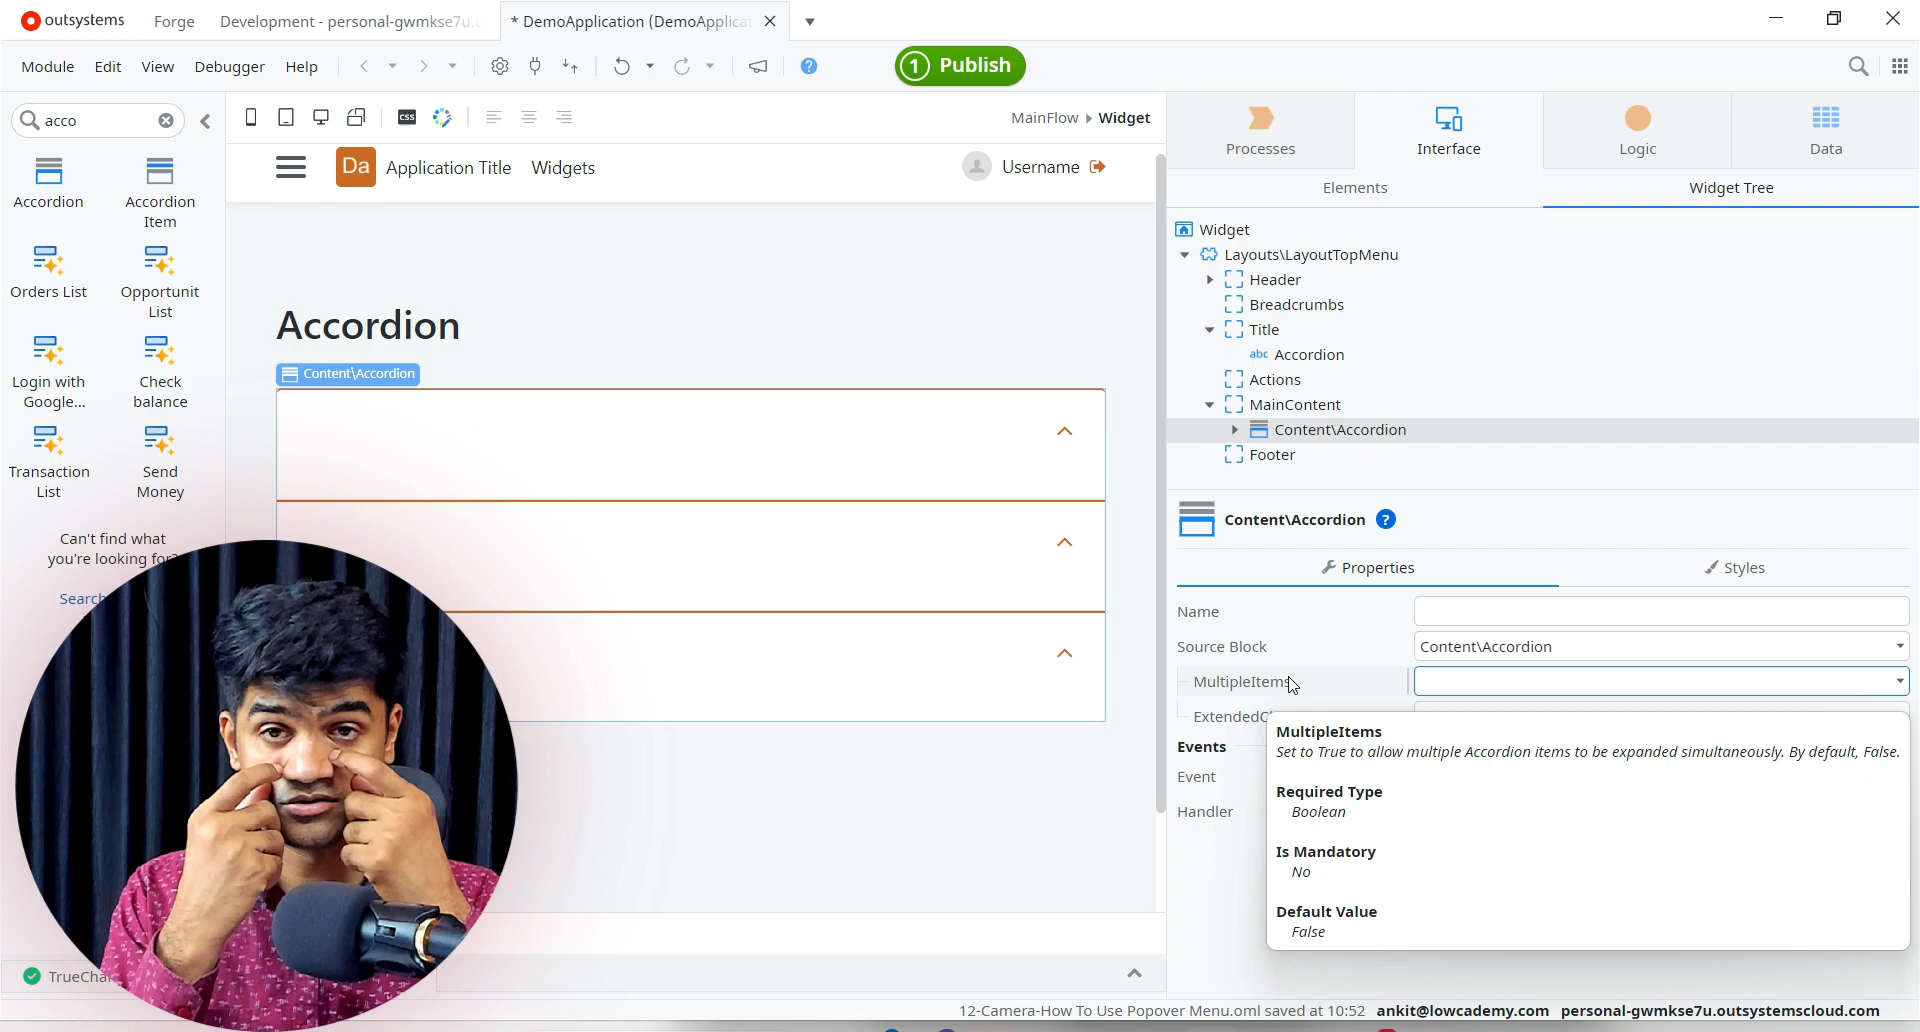 outsystems
Forge
Development - personal-gwmkse7u.c
* DemoApplication (DemoApplicat
Module
Edit
View
Debugger
Help
1
Publish
acco
Accordion
Accordion
Item
Orders List
Opportunit
List
Login with
Google...
Check
balance
Transaction
List
Send
Money
Can't find what
you're looking for?
Search
css
MainFlow
Widget
Da
Application Title
Widgets
Username
Accordion
Content\Accordion
TrueCha
Processes
Interface
Logic
Data
Elements
Widget Tree
Widget
Layouts\LayoutTopMenu
Header
Breadcrumbs
Title
abc
Accordion
Actions
MainContent
Content\Accordion
Footer
Content\Accordion
?
Properties
Styles
Name
Source Block
Content\Accordion
MultipleItems
ExtendedC
Events
Event
Handler
MultipleItems
Set to True to allow multiple Accordion items to be expanded simultaneously. By default, False.
Required Type
Boolean
Is Mandatory
No
Default Value
False
12-Camera-How To Use Popover Menu.oml saved at 10:52
ankit@lowcademy.com
personal-gwmkse7u.outsystemscloud.com